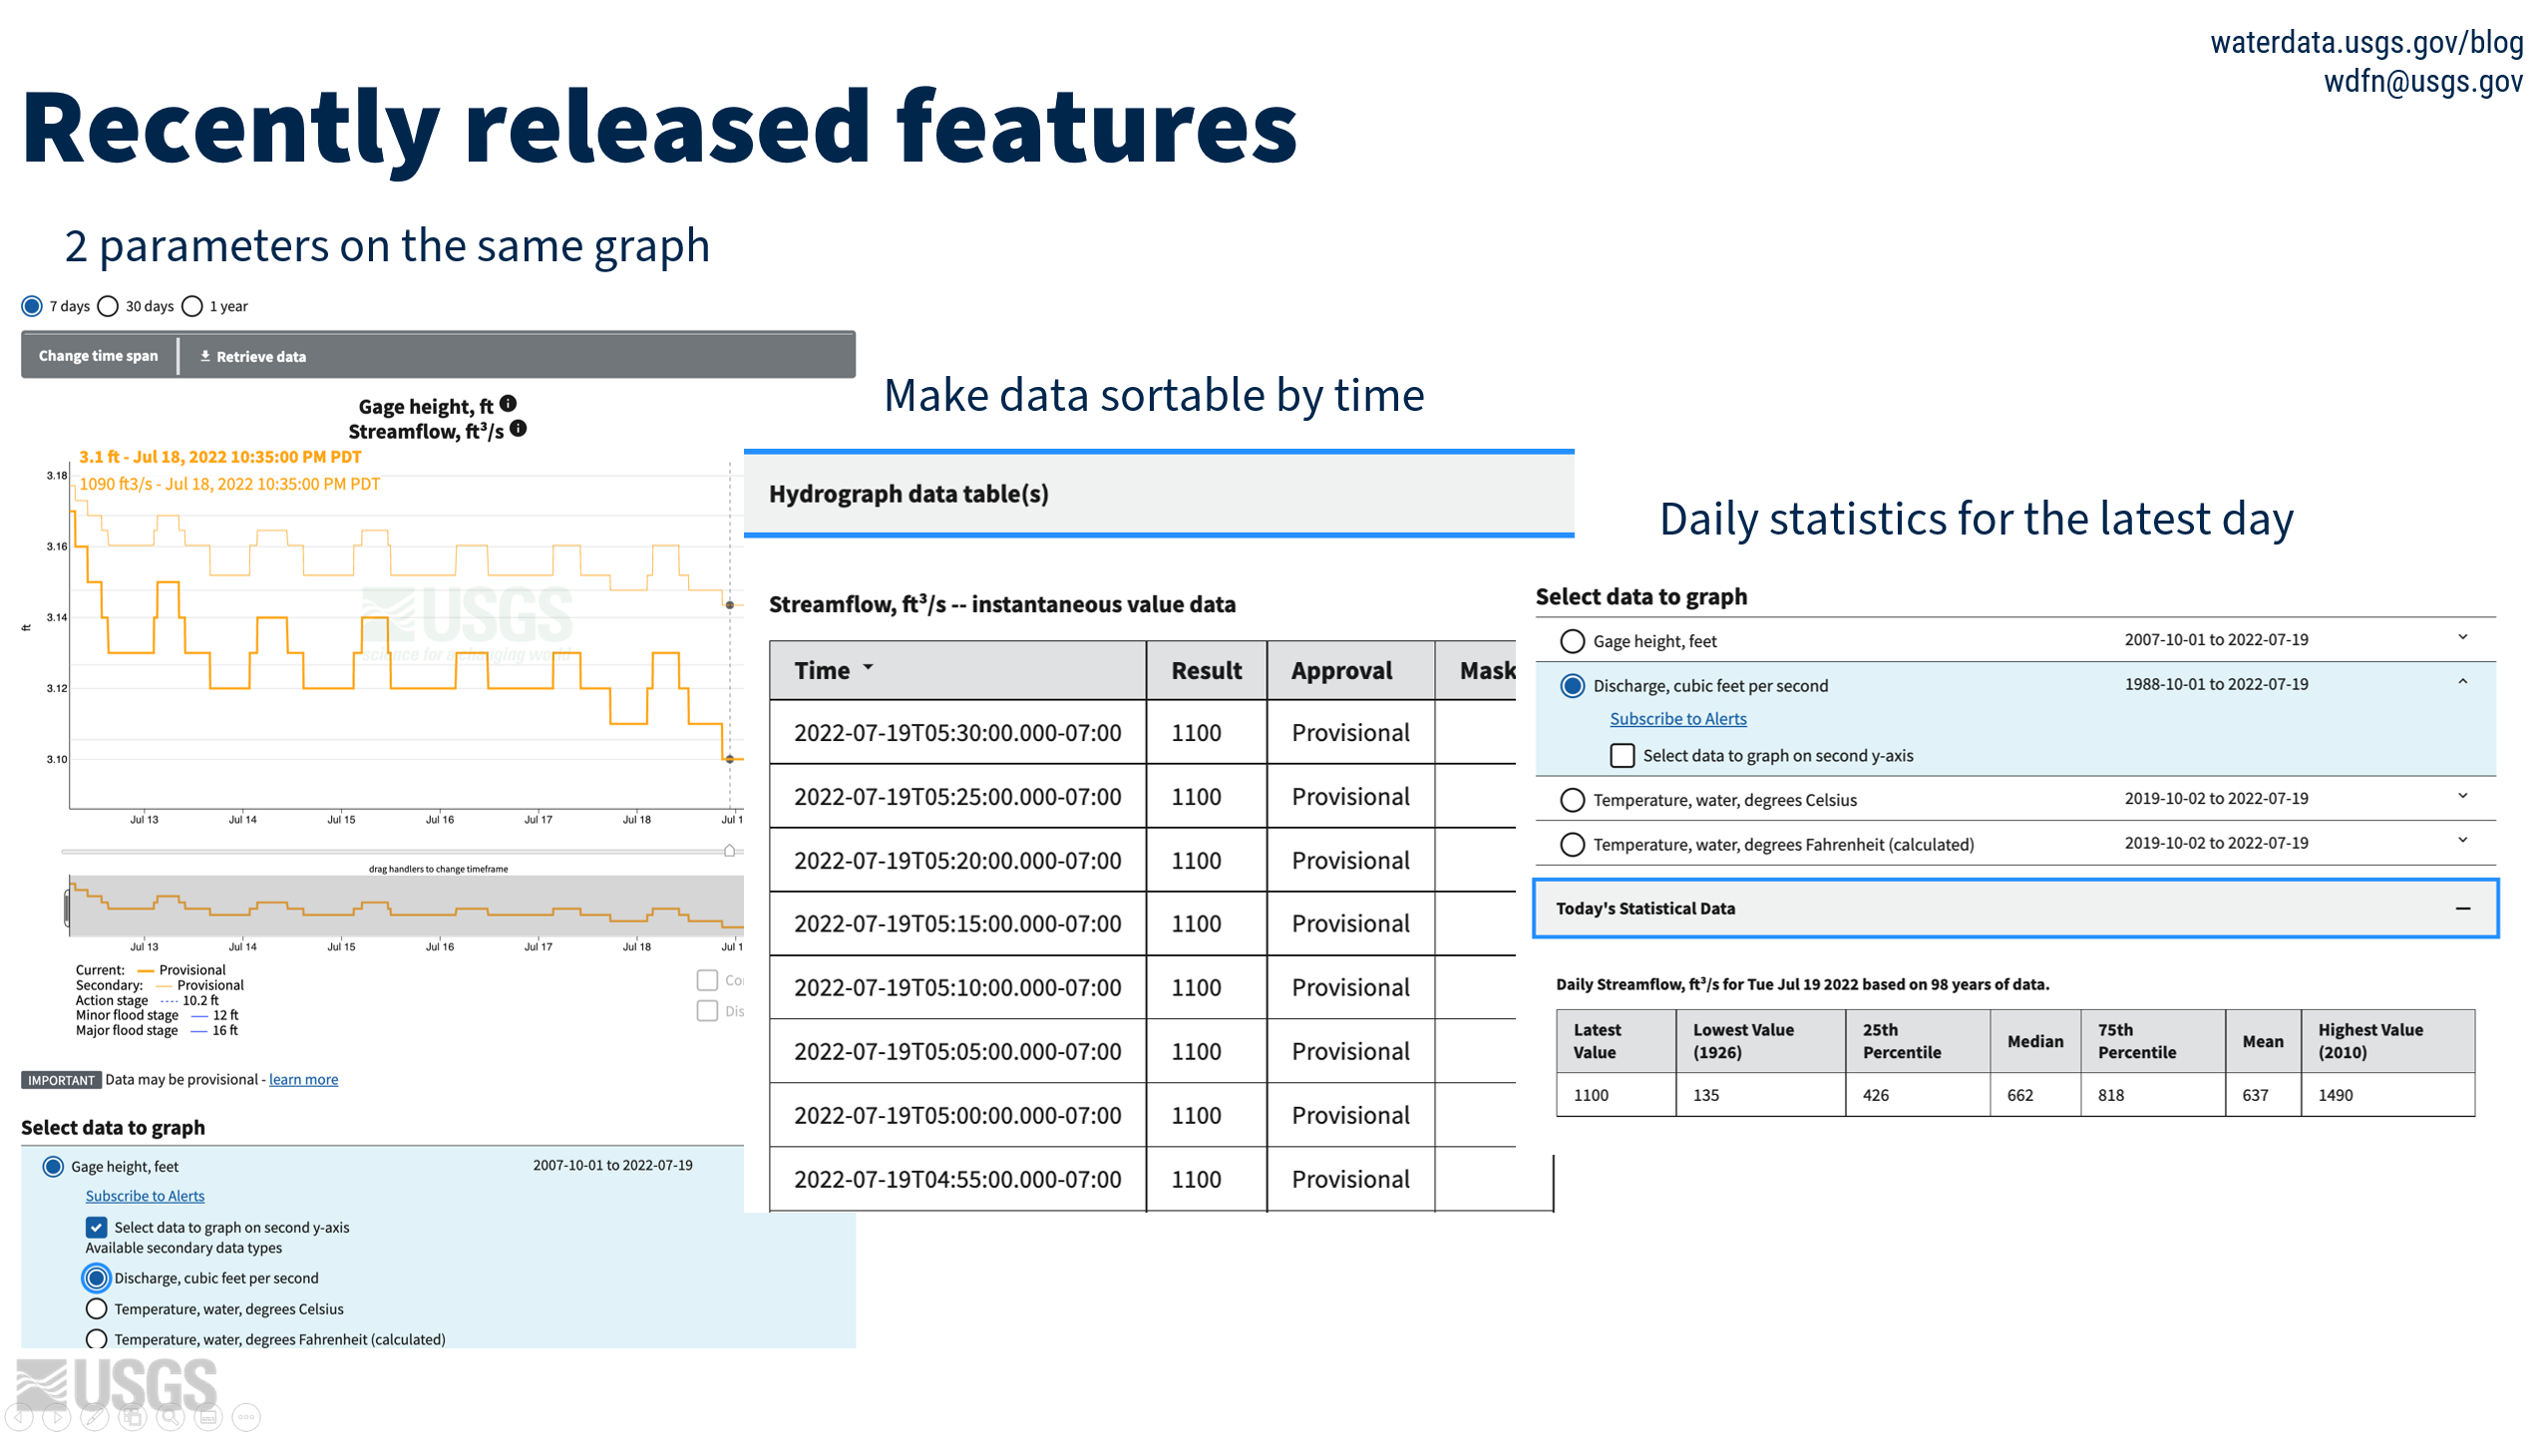 waterdata.usgs.gov/blog
wdfn@usgs.gov
Recently released features
2 parameters on the same graph
7 days 30 days 1 year
Change time span Retrieve data
Gage height, ft
Streamflow, ft³/s
3.1 ft - Jul 18, 2022 10:35:00 PM PDT
1090 ft3/s - Jul 18, 2022 10:35:00 PM PDT
3.18
3.16
3.14
3.12
3.10
ft
USGS
science for a changing world
Jul 13 Jul 14 Jul 15 Jul 16 Jul 17 Jul 18 Jul 1
drag handlers to change timeframe
Jul 13 Jul 14 Jul 15 Jul 16 Jul 17 Jul 18 Jul 1
Current: Provisional
Secondary: Provisional
Action stage 10.2 ft
Minor flood stage 12 ft
Major flood stage 16 ft
Co
Dis
IMPORTANT Data may be provisional - learn more
Select data to graph
Gage height, feet 2007-10-01 to 2022-07-19
Subscribe to Alerts
Select data to graph on second y-axis
Available secondary data types
Discharge, cubic feet per second
Temperature, water, degrees Celsius
Temperature, water, degrees Fahrenheit (calculated)
USGS
Make data sortable by time
Hydrograph data table(s)
Streamflow, ft³/s -- instantaneous value data
Time Result Approval Mask
2022-07-19T05:30:00.000-07:00 1100 Provisional
2022-07-19T05:25:00.000-07:00 1100 Provisional
2022-07-19T05:20:00.000-07:00 1100 Provisional
2022-07-19T05:15:00.000-07:00 1100 Provisional
2022-07-19T05:10:00.000-07:00 1100 Provisional
2022-07-19T05:05:00.000-07:00 1100 Provisional
2022-07-19T05:00:00.000-07:00 1100 Provisional
2022-07-19T04:55:00.000-07:00 1100 Provisional
Daily statistics for the latest day
Select data to graph
Gage height, feet 2007-10-01 to 2022-07-19
Discharge, cubic feet per second 1988-10-01 to 2022-07-19
Subscribe to Alerts
Select data to graph on second y-axis
Temperature, water, degrees Celsius 2019-10-02 to 2022-07-19
Temperature, water, degrees Fahrenheit (calculated) 2019-10-02 to 2022-07-19
Today's Statistical Data
Daily Streamflow, ft³/s for Tue Jul 19 2022 based on 98 years of data.
Latest Lowest Value 25th Median 75th Mean Highest Value
Value (1926) Percentile Percentile (2010)
1100 135 426 662 818 637 1490